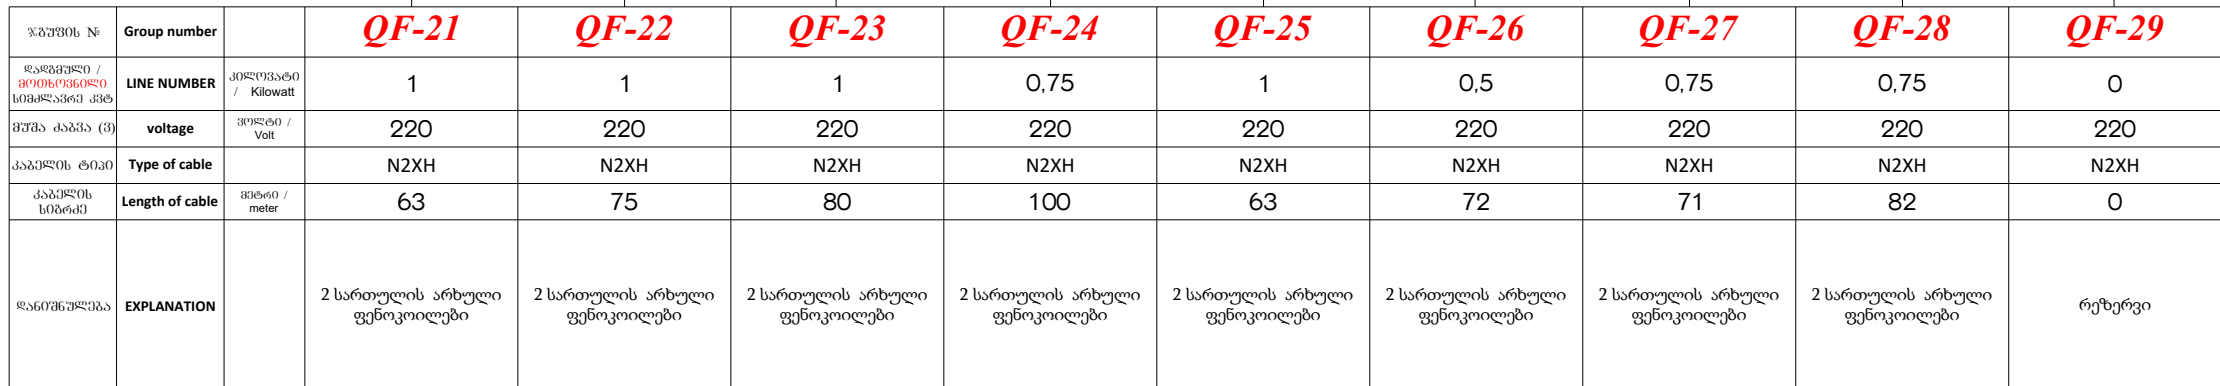 ჯგუფის № Group number QF-21 QF-22 QF-23 QF-24 QF-25 QF-26 QF-27 QF-28 QF-29
დადგმული /
მოთხოვნილი
სიმძლავრე კვტ
LINE NUMBER
კილოვატი
/ Kilowatt
1 1 1 0,75 1 0,5 0,75 0,75 0
მუშა ძაბვა (ვ) voltage
ვოლტი /
Volt
220 220 220 220 220 220 220 220 220
კაბელის ტიპი Type of cable N2XH N2XH N2XH N2XH N2XH N2XH N2XH N2XH N2XH
კაბელის
სიგრძე
Length of cable
მეტრი /
meter
63 75 80 100 63 72 71 82 0
დანიშნულება EXPLANATION
2 სართულის არხული
ფენოკოილები
2 სართულის არხული
ფენოკოილები
2 სართულის არხული
ფენოკოილები
2 სართულის არხული
ფენოკოილები
2 სართულის არხული
ფენოკოილები
2 სართულის არხული
ფენოკოილები
2 სართულის არხული
ფენოკოილები
2 სართულის არხული
ფენოკოილები
რეზერვი